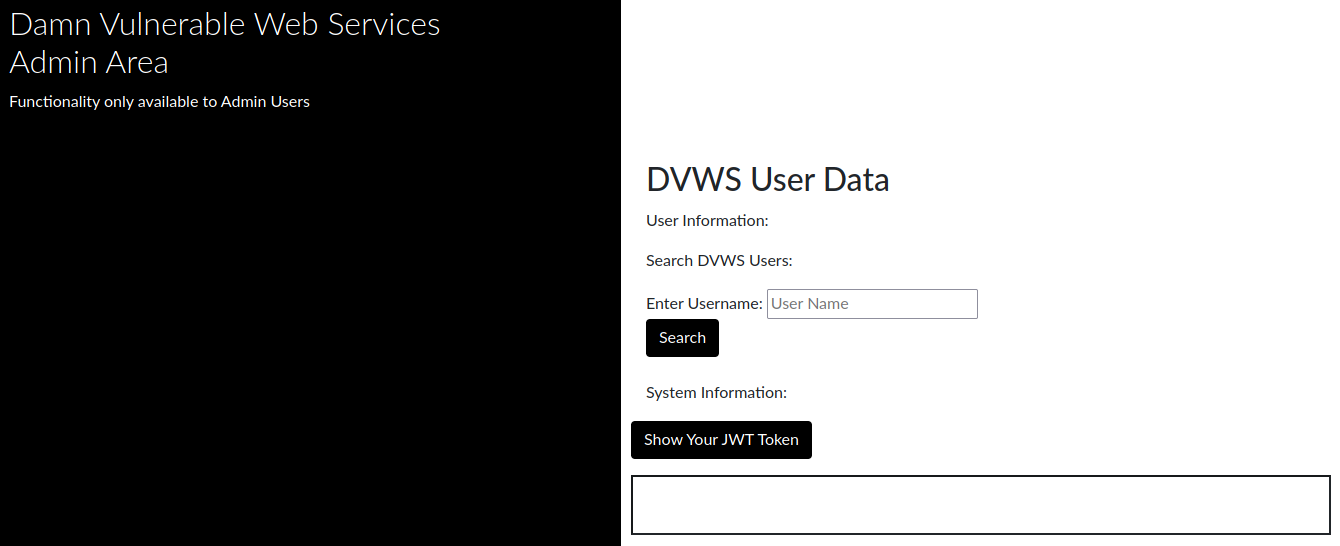 Damn Vulnerable Web Services
Admin Area
Functionality only available to Admin Users
DVWS User Data
User Information:
Search DVWS Users:
Enter Username: User Name
Search
System Information:
Show Your JWT Token